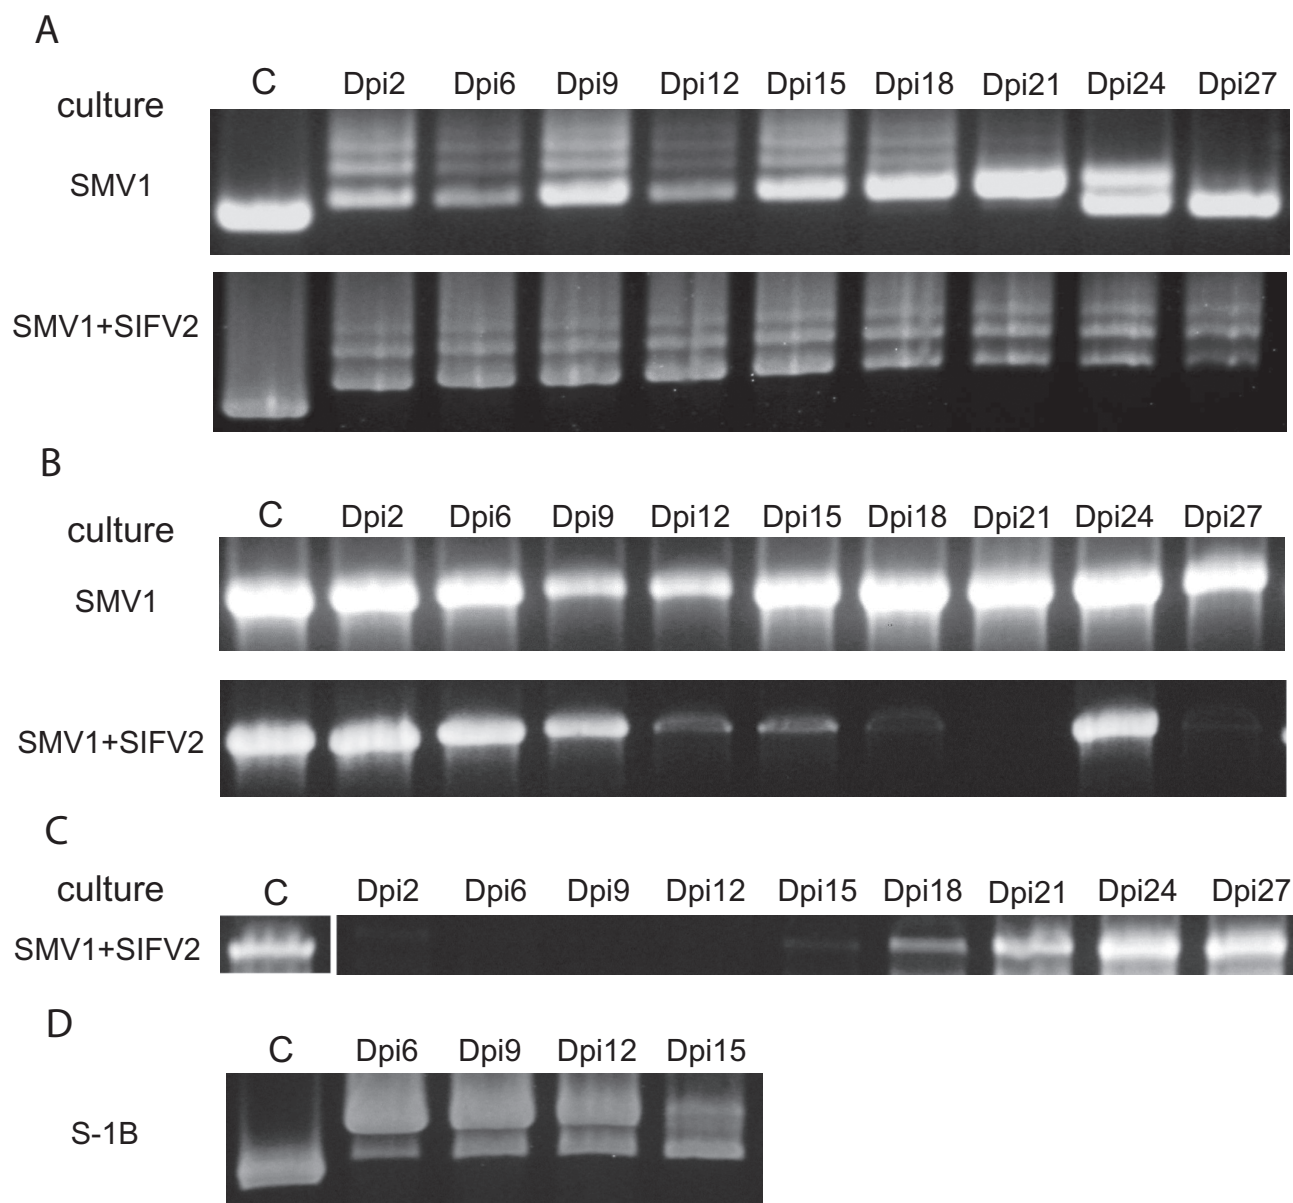 A
culture
C Dpi2 Dpi6 Dpi9 Dpi12 Dpi15 Dpi18 Dpi21 Dpi24 Dpi27
SMV1
SMV1+SIFV2
B
culture
C Dpi2 Dpi6 Dpi9 Dpi12 Dpi15 Dpi18 Dpi21 Dpi24 Dpi27
SMV1
SMV1+SIFV2
C
culture
C Dpi2 Dpi6 Dpi9 Dpi12 Dpi15 Dpi18 Dpi21 Dpi24 Dpi27
SMV1+SIFV2
D
C Dpi6 Dpi9 Dpi12 Dpi15
S-1B